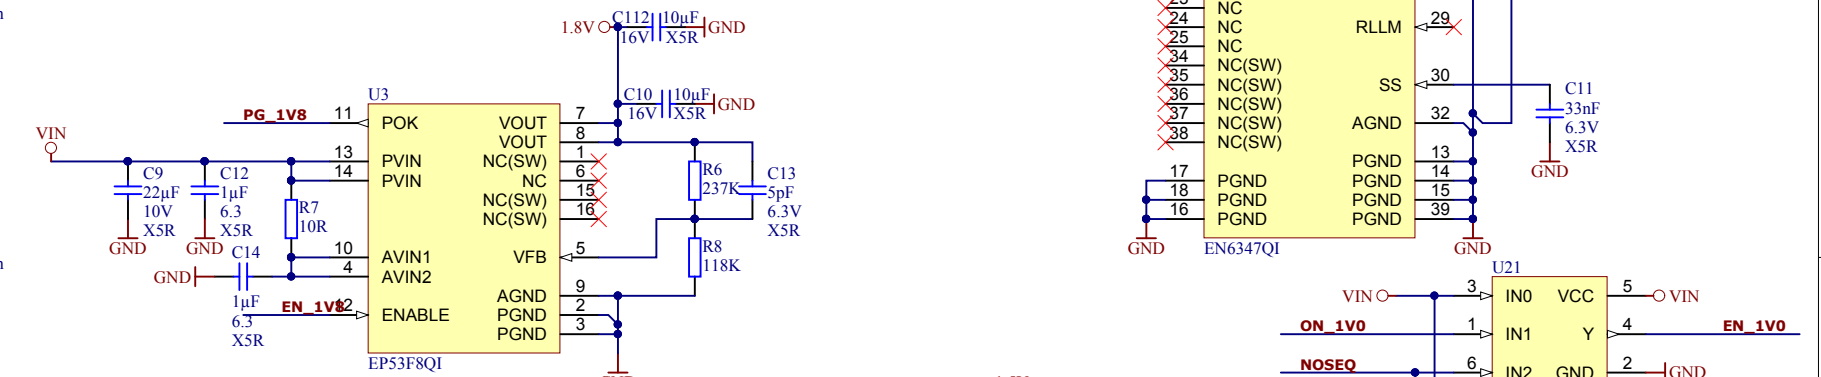 1.8V
C112
10µF
GND
16V
X5R
C10
10µF
GND
16V
X5R
U3
PG_1V8
11
POK
VOUT
7
VOUT
8
VIN
13
PVIN
NC(SW)
1
14
PVIN
NC
6
NC(SW)
15
NC(SW)
16
C9
22µF
10V
X5R
GND
C12
1µF
6.3
X5R
GND
R7
10R
R6
237K
C13
5pF
6.3V
X5R
10
AVIN1
VFB
5
R8
118K
C14
GND
4
AVIN2
1µF
6.3
X5R
AGND
9
EN_1V8
12
ENABLE
PGND
2
PGND
3
EP53F8QI
NC
24
NC
25
NC
34
NC(SW)
35
NC(SW)
36
NC(SW)
37
NC(SW)
38
NC(SW)
RLLM
29
SS
30
C11
33nF
6.3V
X5R
GND
AGND
32
17
PGND
18
PGND
16
PGND
GND
PGND
13
PGND
14
PGND
15
PGND
39
GND
EN6347QI
U21
VIN
3
IN0
VCC
5
VIN
ON_1V0
1
IN1
Y
4
EN_1V0
NOSEQ
6
IN2
GND
2
GND